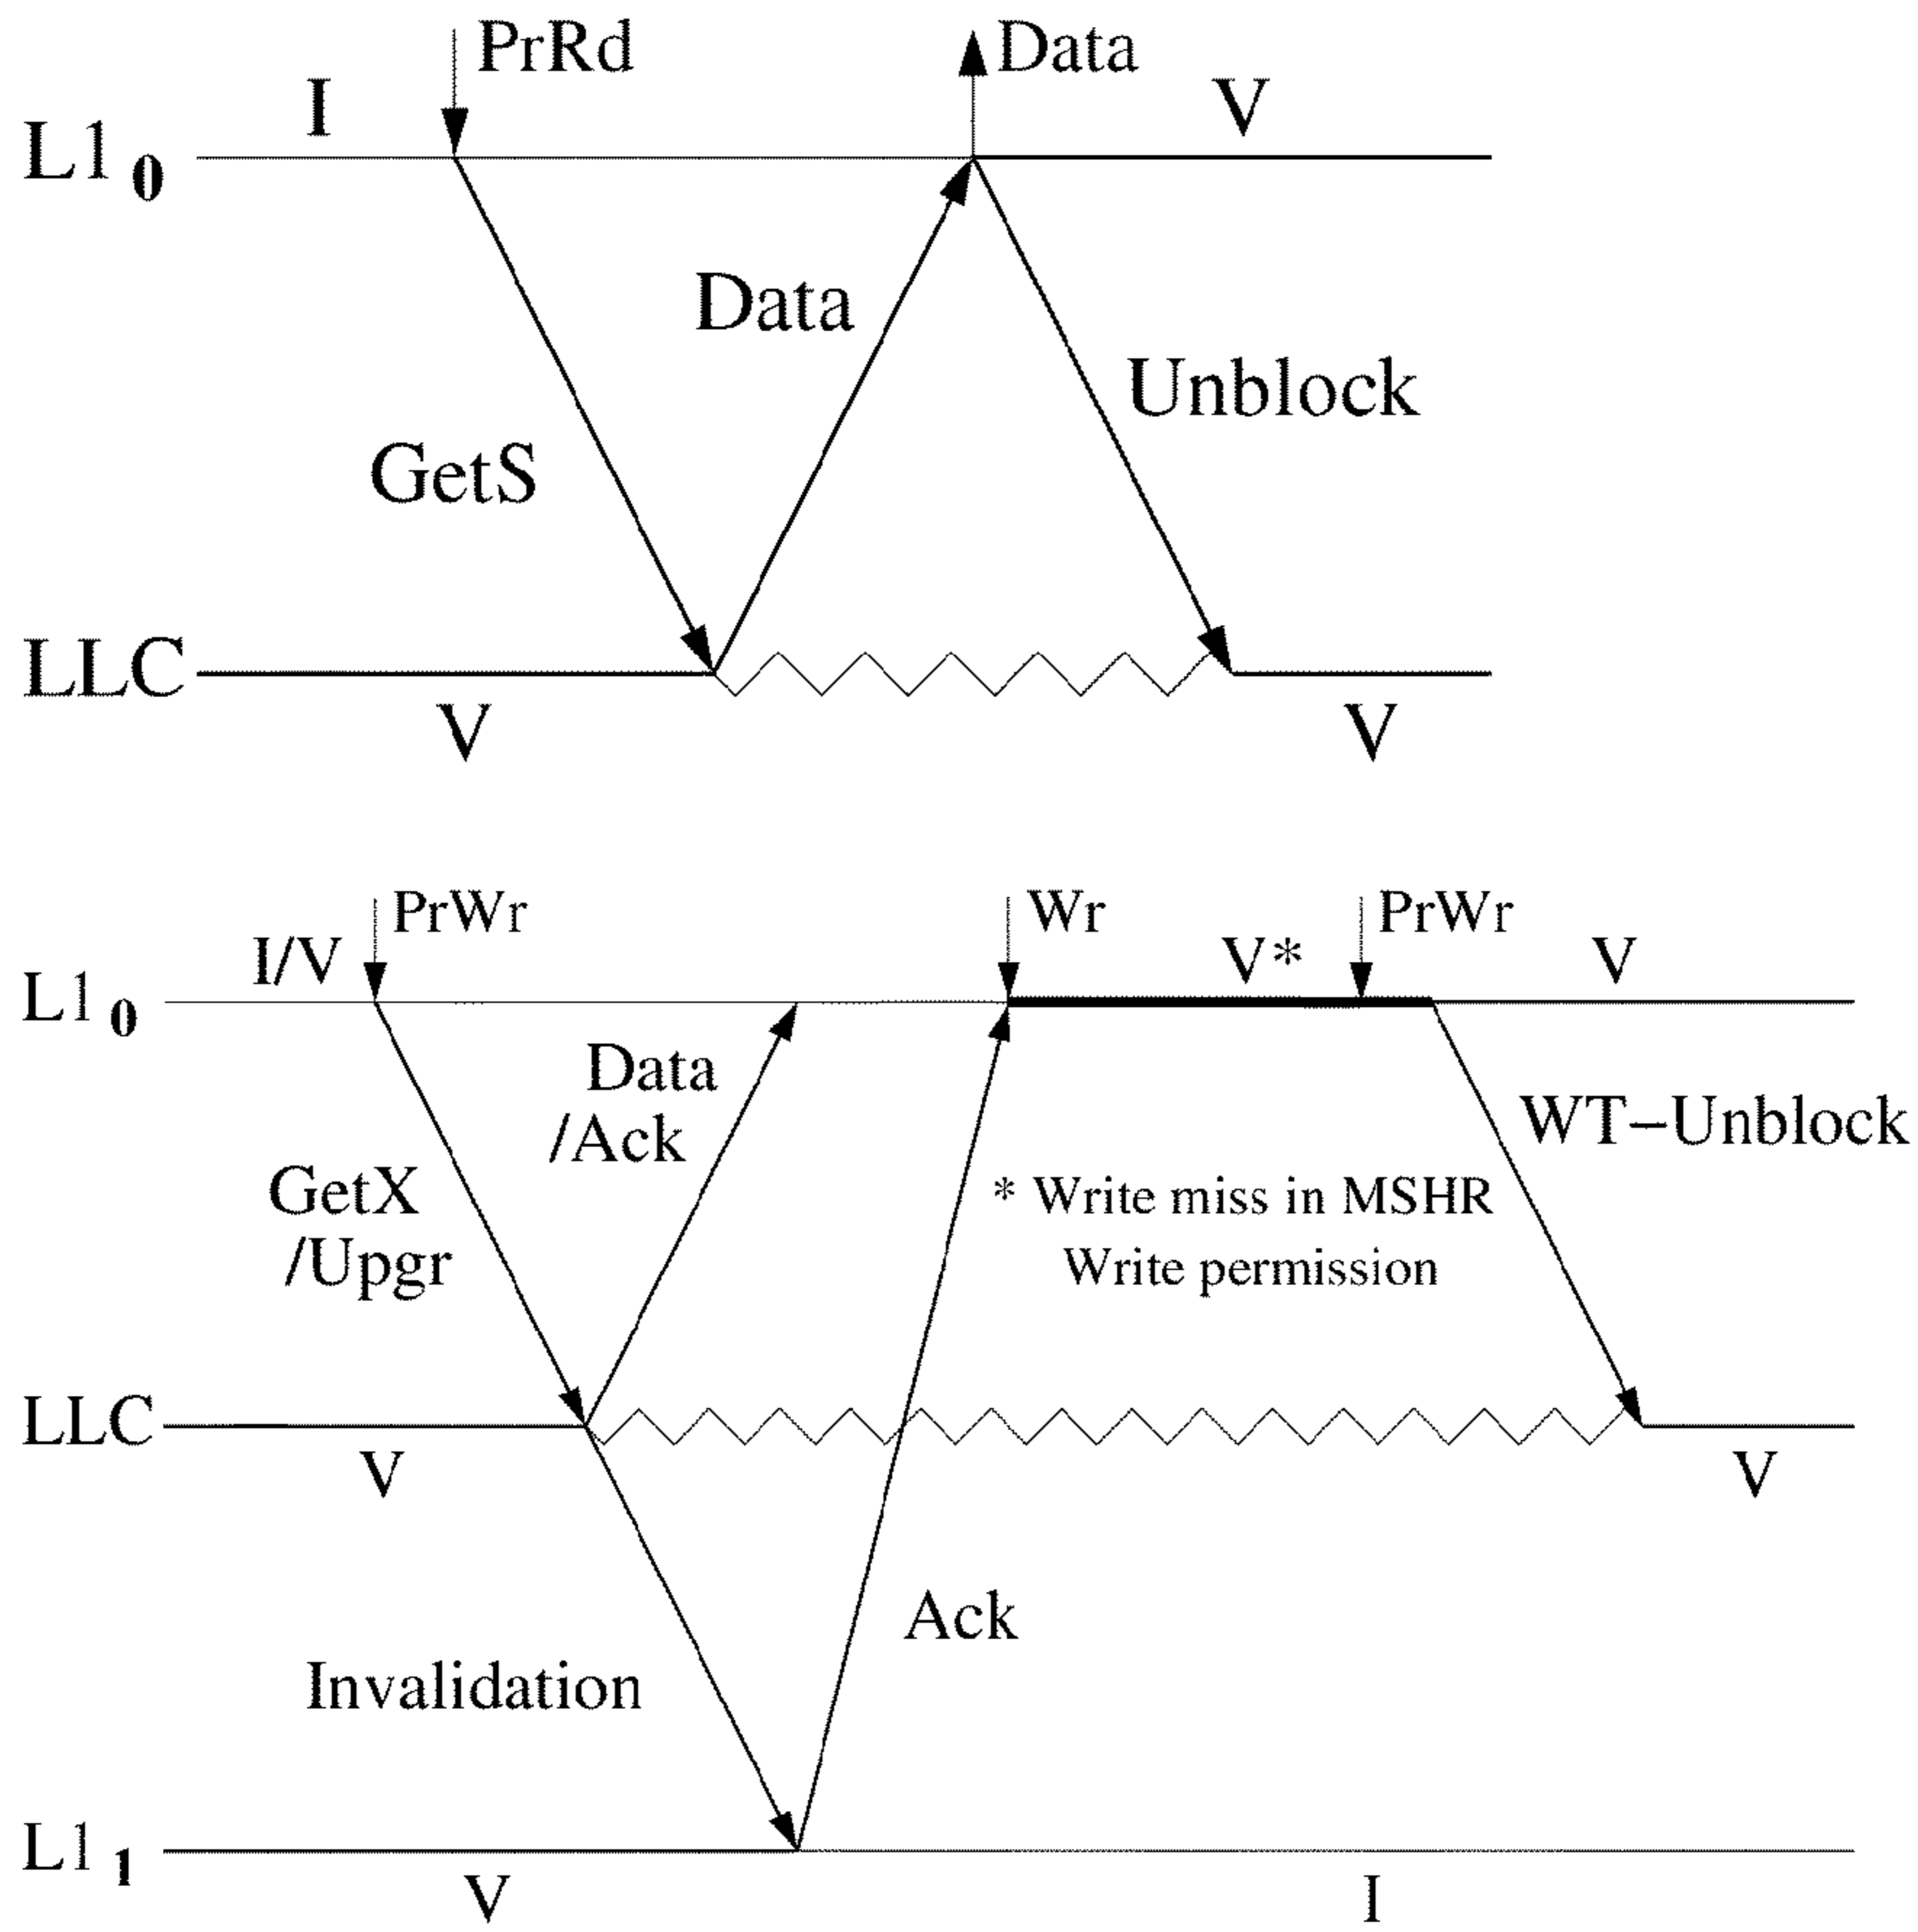 PrRd
Data
I
V
L1 0
Data
Unblock
GetS
LLC
V
V
PrWr
Wr
PrWr
I/V
V*
V
L1 0
Data
/Ack
WT-Unblock
GetX
/Upgr
* Write miss in MSHR
Write permission
LLC
V
V
Ack
Invalidation
L1 1
V
I